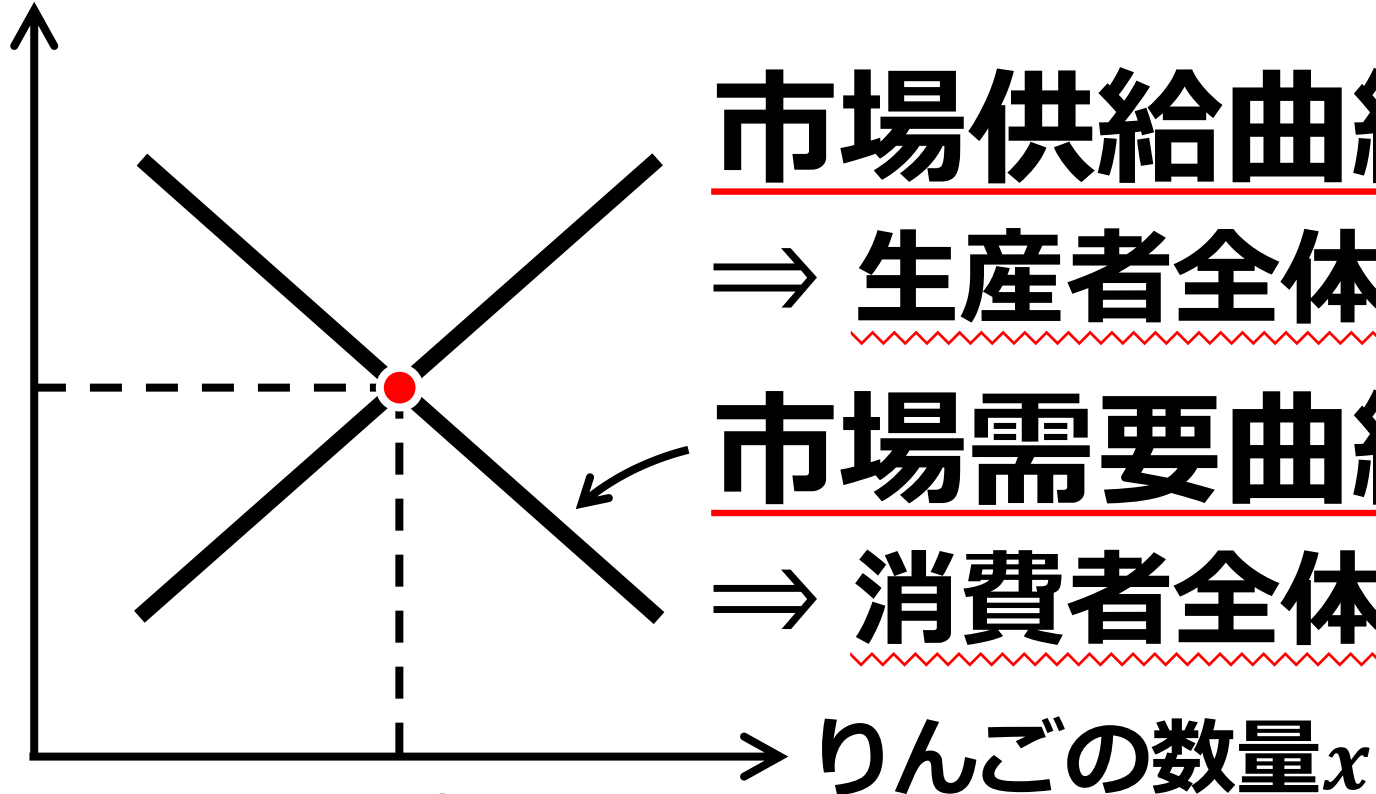 市場供給曲
⇒ 生産者全体
市場需要曲
⇒ 消費者全体
りんごの数量x